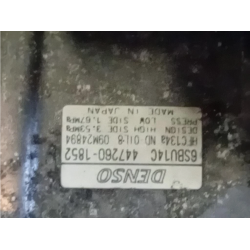 DENSO
6SBU14C 447260-1852
HFC134a ND OIL8 09M24894
DESIGN HIGH SIDE 3.53MPa
PRESS LOW SIDE 1.67MPa
MADE IN JAPAN